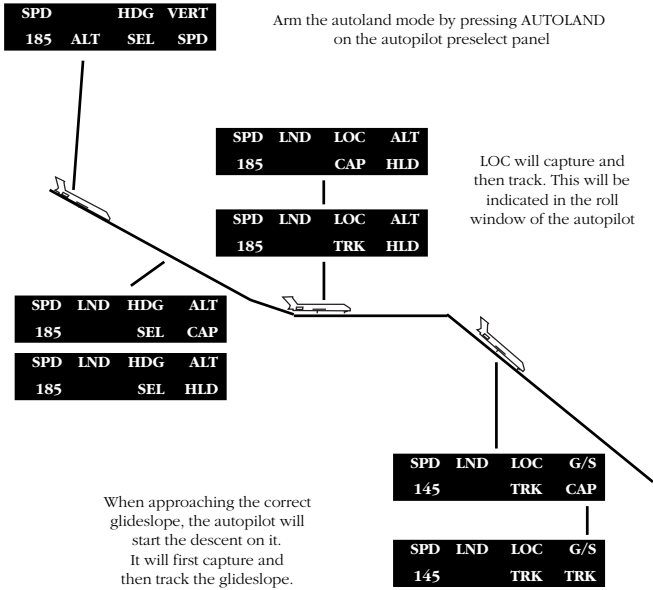 SPD HDG VERT
185 ALT SEL SPD
Arm the autoland mode by pressing AUTOLAND
on the autopilot preselect panel
SPD LND LOC ALT
185 CAP HLD
SPD LND LOC ALT
185 TRK HLD
LOC will capture and
then track. This will be
indicated in the roll
window of the autopilot
SPD LND HDG ALT
185 SEL CAP
SPD LND HDG ALT
185 SEL HLD
SPD LND LOC G/S
145 TRK CAP
SPD LND LOC G/S
145 TRK TRK
When approaching the correct
glideslope, the autopilot will
start the descent on it.
It will first capture and
then track the glideslope.